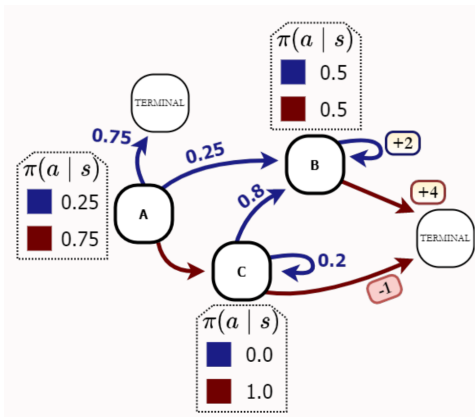 π(a | s)
0.5
0.5
TERMINAL
0.75
0.25
B
+2
π(a | s)
0.25
0.75
A
0.8
+4
TERMINAL
C
0.2
-1
π(a | s)
0.0
1.0